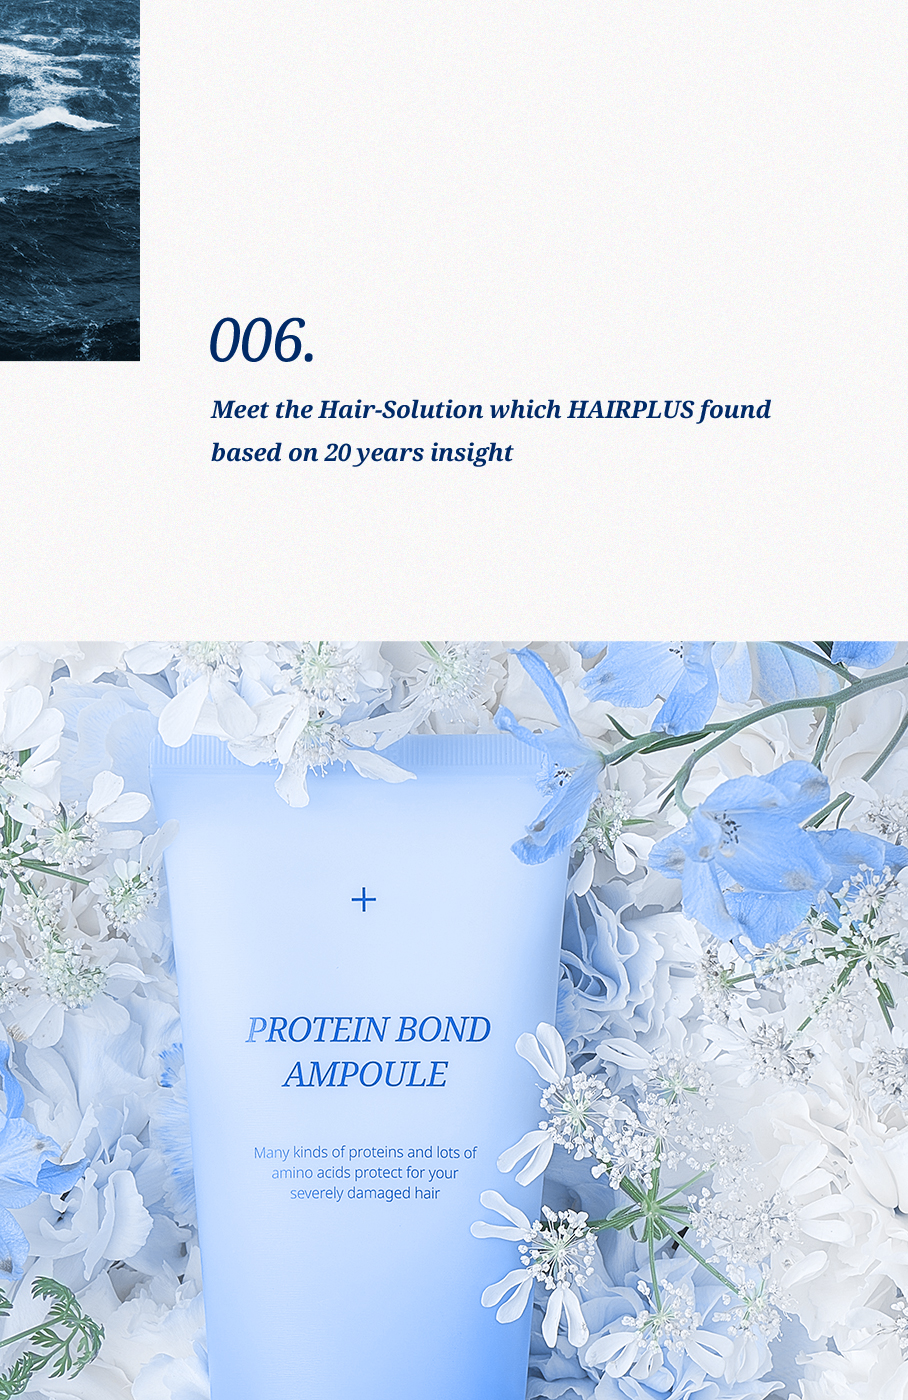 006.
Meet the Hair-Solution which HAIRPLUS found
based on 20 years insight
+
PROTEIN BOND
AMPOULE
Many kinds of proteins and lots of
amino acids protect for your
severely damaged hair